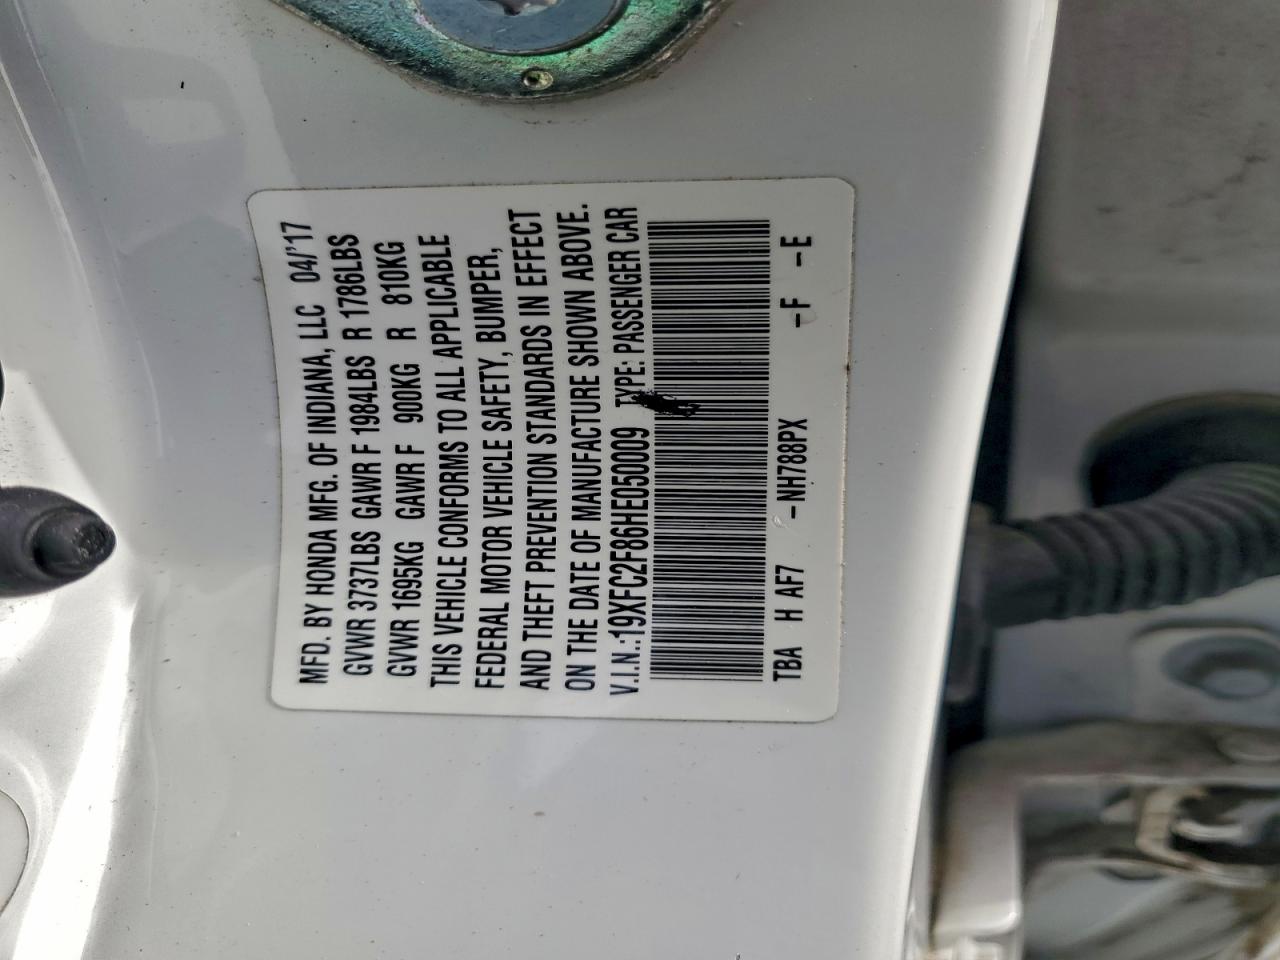 MFD. BY HONDA MFG. OF INDIANA, LLC 04/'17
GVWR 3737LBS GAWR F 1984LBS R 1786LBS
GVWR 1695KG GAWR F 900KG R 810KG
THIS VEHICLE CONFORMS TO ALL APPLICABLE
FEDERAL MOTOR VEHICLE SAFETY, BUMPER,
AND THEFT PREVENTION STANDARDS IN EFFECT
ON THE DATE OF MANUFACTURE SHOWN ABOVE.
V.I.N.:19XFC2F86HE050009 TYPE: PASSENGER CAR
TBA H AF7 -NH788PX -F -E